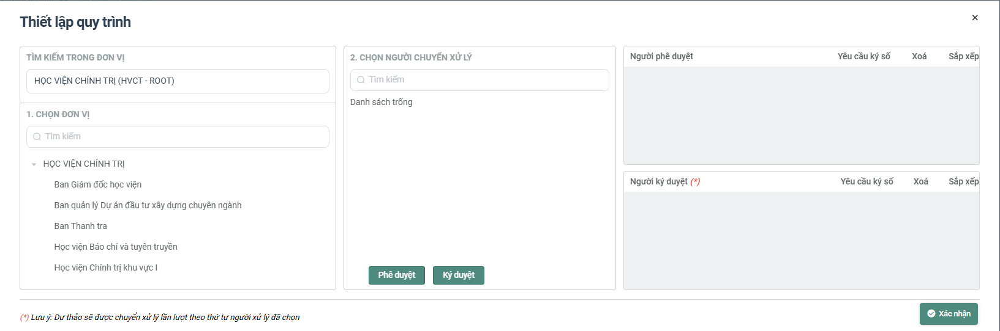 Thiết lập quy trình
TÌM KIẾM TRONG ĐƠN VỊ
HỌC VIỆN CHÍNH TRỊ (HVCT - ROOT)
1. CHỌN ĐƠN VỊ
Tìm kiếm
HỌC VIỆN CHÍNH TRỊ
Ban Giám đốc học viện
Ban quản lý Dự án đầu tư xây dựng chuyên ngành
Ban Thanh tra
Học viện Báo chí và tuyên truyền
Học viện Chính trị khu vực I
2. CHỌN NGƯỜI CHUYỂN XỬ LÝ
Tìm kiếm
Danh sách trống
Phê duyệt Ký duyệt
Người phê duyệt Yêu cầu ký số Xoá Sắp xếp
Người ký duyệt (*) Yêu cầu ký số Xoá Sắp xếp
(*) Lưu ý: Dự thảo sẽ được chuyển xử lý lần lượt theo thứ tự người xử lý đã chọn
Xác nhận